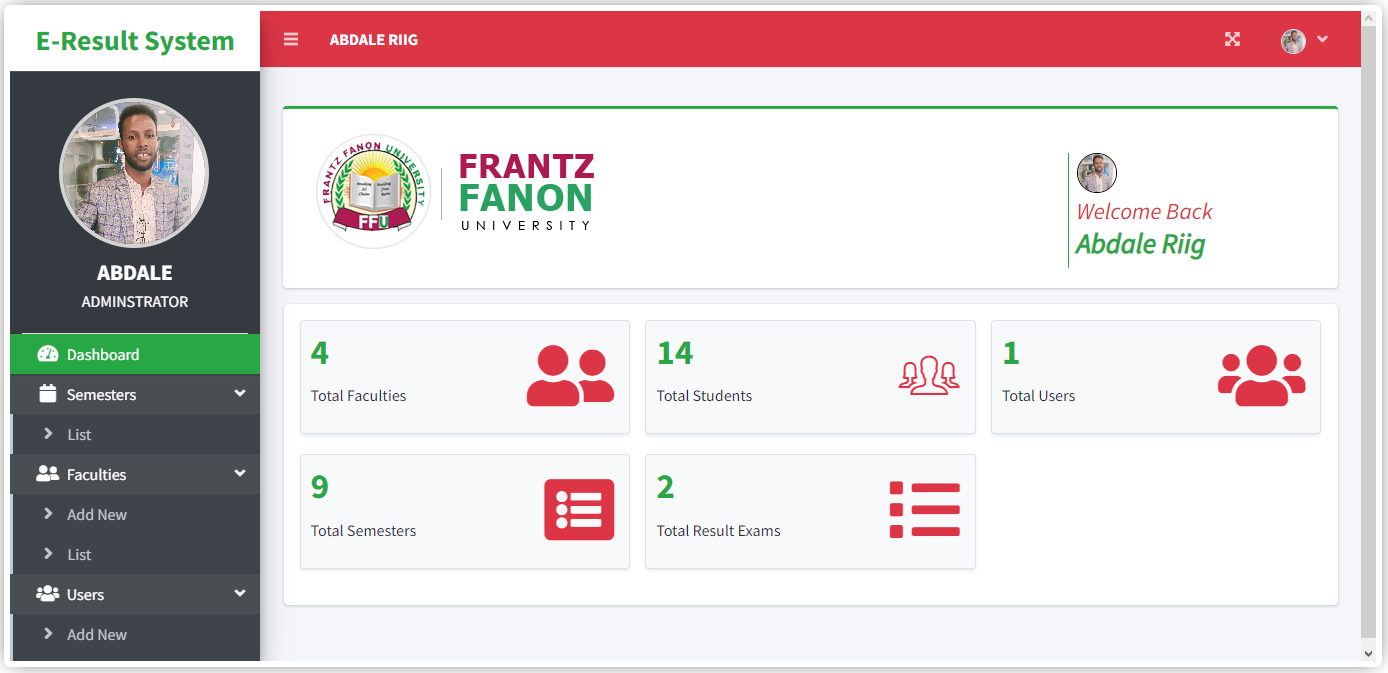 E-Result System
ABDALE RIIG
ABDALE
ADMINSTRATOR
Dashboard
Semesters
List
Faculties
Add New
List
Users
Add New
FRANTZ FANON UNIVERSITY
FFU
FRANTZ
FANON
UNIVERSITY
Welcome Back
Abdale Riig
4
Total Faculties
14
Total Students
1
Total Users
9
Total Semesters
2
Total Result Exams